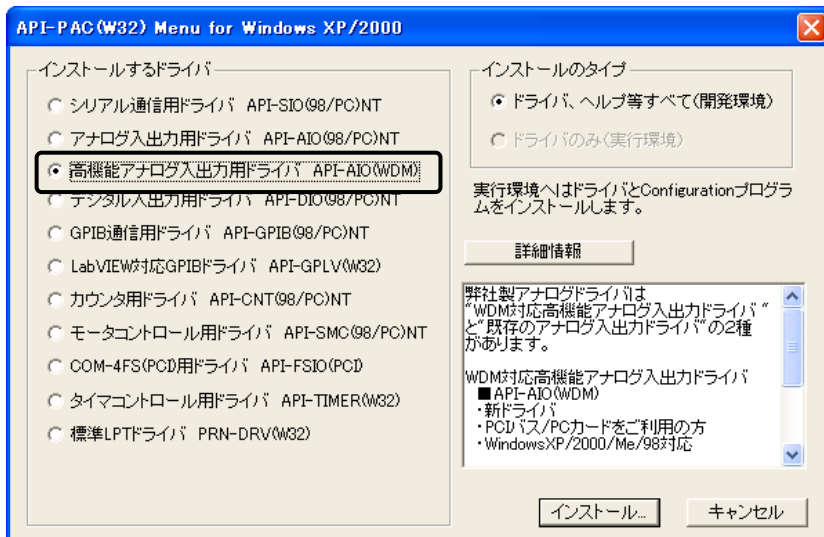 API-PAC(W32) Menu for Windows XP/2000
インストールするドライバ
シリアル通信用ドライバ API-SIO(98/PC)NT
アナログ入出力用ドライバ API-AIO(98/PC)NT
高機能アナログ入出力用ドライバ API-AIO(WDM)
デジタル入出力用ドライバ API-DIO(98/PC)NT
GPIB通信用ドライバ API-GPIB(98/PC)NT
LabVIEW対応GPIBドライバ API-GPLV(W32)
カウンタ用ドライバ API-CNT(98/PC)NT
モータコントロール用ドライバ API-SMC(98/PC)NT
COM-4FS(PCI)用ドライバ API-FSIO(PCI)
タイマコントロール用ドライバ API-TIMER(W32)
標準LPTドライバ PRN-DRV(W32)
インストールのタイプ
ドライバ、ヘルプ等すべて(開発環境)
ドライバのみ(実行環境)
実行環境へはドライバとConfigurationプログラ
ムをインストールします。
詳細情報
弊社製アナログドライバは
"WDM対応高機能アナログ入出力ドライバ "
と"既存のアナログ入出力ドライバ"の2種
があります。
WDM対応高機能アナログ入出力ドライバ
■API-AIO(WDM)
・新ドライバ
・PCIバス/PCカードをご利用の方
・WindowsXP/2000/Me/98対応
インストール...
キャンセル